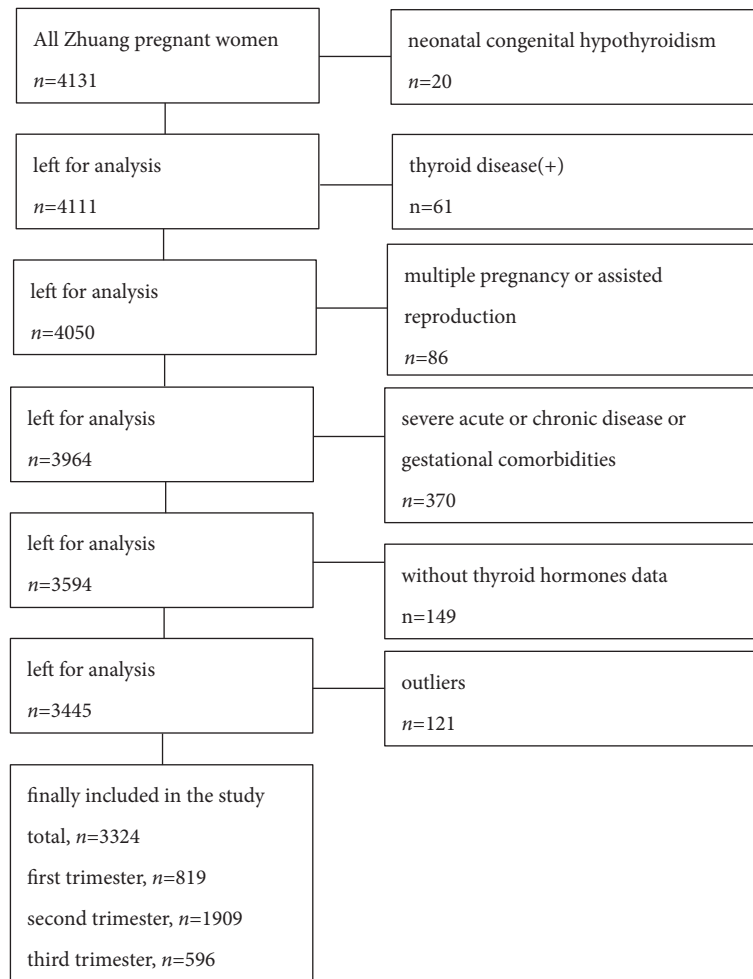 All Zhuang pregnant women
n=4131
neonatal congenital hypothyroidism
n=20
left for analysis
n=4111
thyroid disease(+)
n=61
left for analysis
n=4050
multiple pregnancy or assisted
reproduction
n=86
left for analysis
n=3964
severe acute or chronic disease or
gestational comorbidities
n=370
left for analysis
n=3594
without thyroid hormones data
n=149
left for analysis
n=3445
outliers
n=121
finally included in the study
total, n=3324
first trimester, n=819
second trimester, n=1909
third trimester, n=596